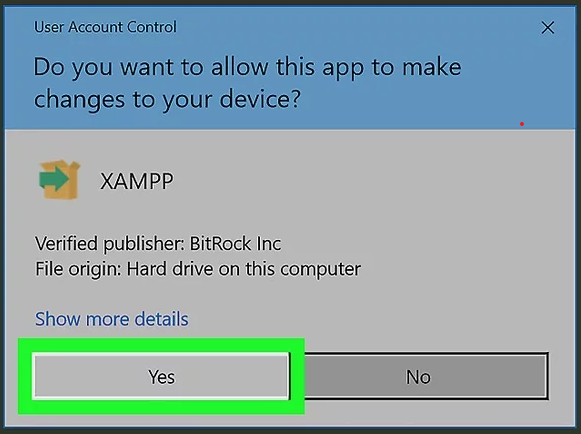 User Account Control
Do you want to allow this app to make
changes to your device?
XAMPP
Verified publisher: BitRock Inc
File origin: Hard drive on this computer
Show more details
Yes
No